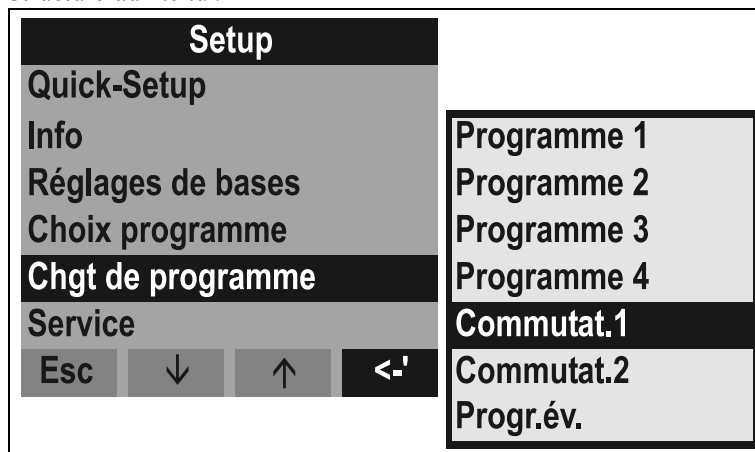 Setup
Quick-Setup
Info
Réglages de bases
Choix programme
Chgt de programme
Service
Esc ↓ ↑ <-'
Programme 1
Programme 2
Programme 3
Programme 4
Commutat.1
Commutat.2
Progr.év.